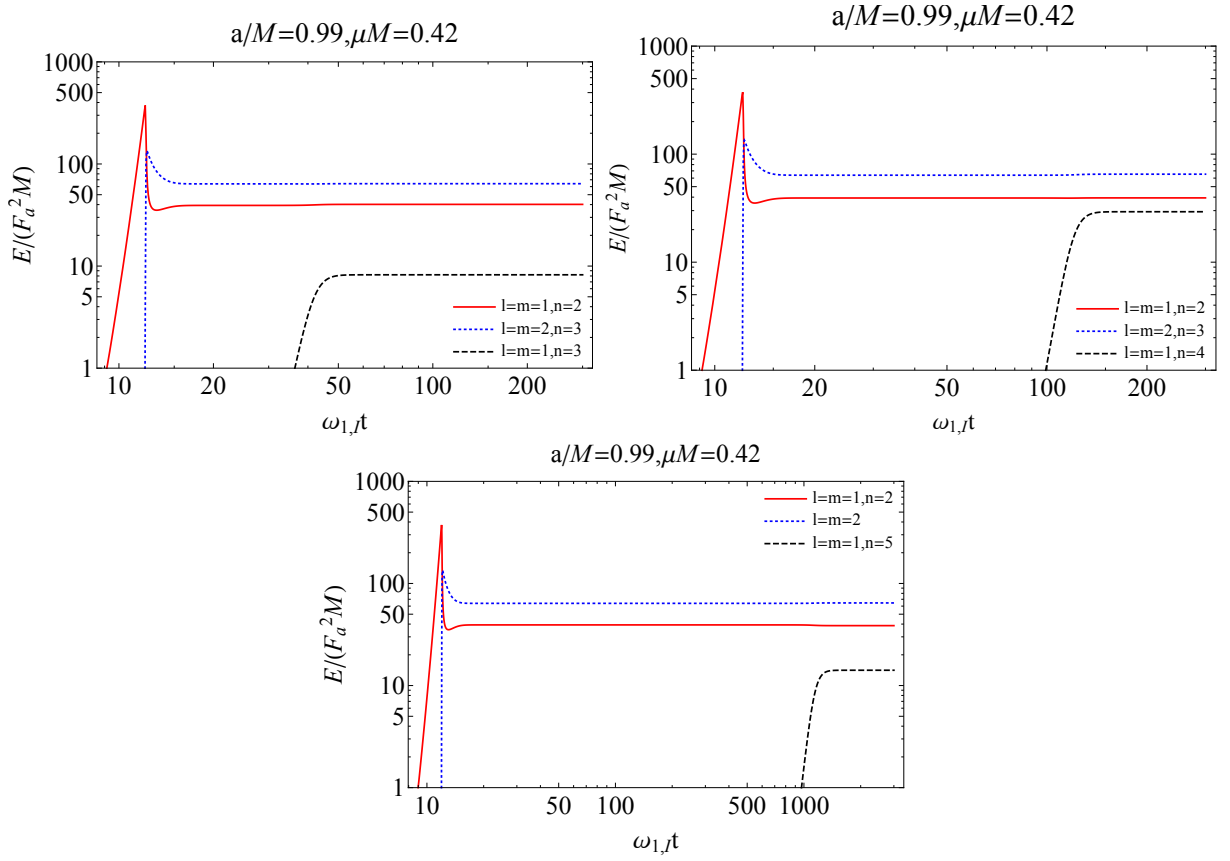 a/M=0.99,μM=0.42
E/(F_a^2 M)
1000
500
100
50
10
5
1
l=m=1,n=2
l=m=2,n=3
l=m=1,n=3
10 20 50 100 200
ω_{1,I}t
a/M=0.99,μM=0.42
E/(F_a^2 M)
1000
500
100
50
10
5
1
l=m=1,n=2
l=m=2,n=3
l=m=1,n=4
10 20 50 100 200
ω_{1,I}t
a/M=0.99,μM=0.42
E/(F_a^2 M)
1000
500
100
50
10
5
1
l=m=1,n=2
l=m=2
l=m=1,n=5
10 50 100 500 1000
ω_{1,I}t